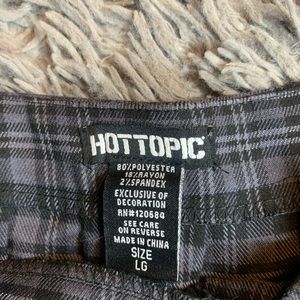 HOTTOPIC
80%POLYESTER
18%RAYON
2%SPANDEX
EXCLUSIVE OF
DECORATION
RN#120689
SEE CARE
ON REVERSE
MADE IN CHINA
SIZE
LG